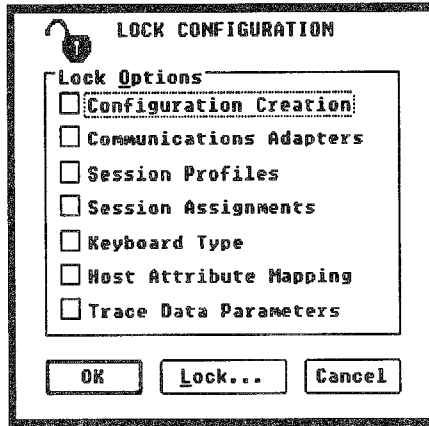 LOCK CONFIGURATION
Lock Options
Configuration Creation
Communications Adapters
Session Profiles
Session Assignments
Keyboard Type
Host Attribute Mapping
Trace Data Parameters
OK Lock... Cancel